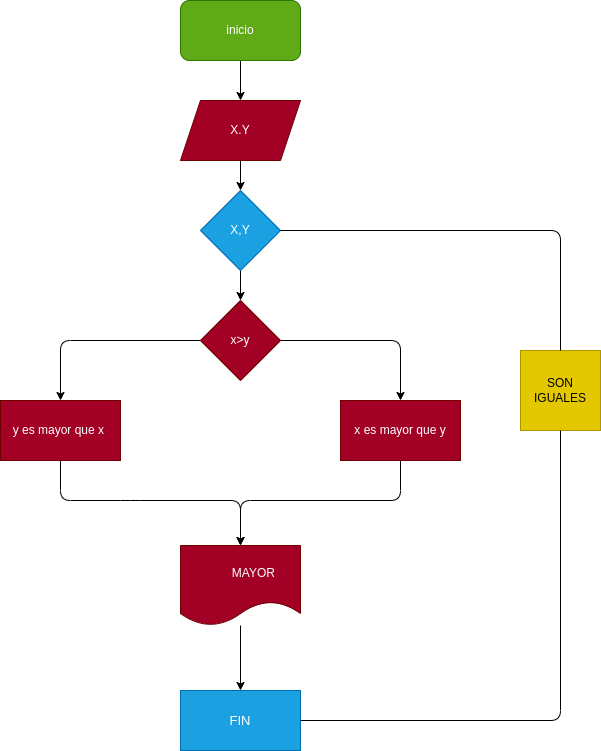 inicio
X.Y
X,Y
x>y
SON
IGUALES
y es mayor que x
x es mayor que y
MAYOR
FIN